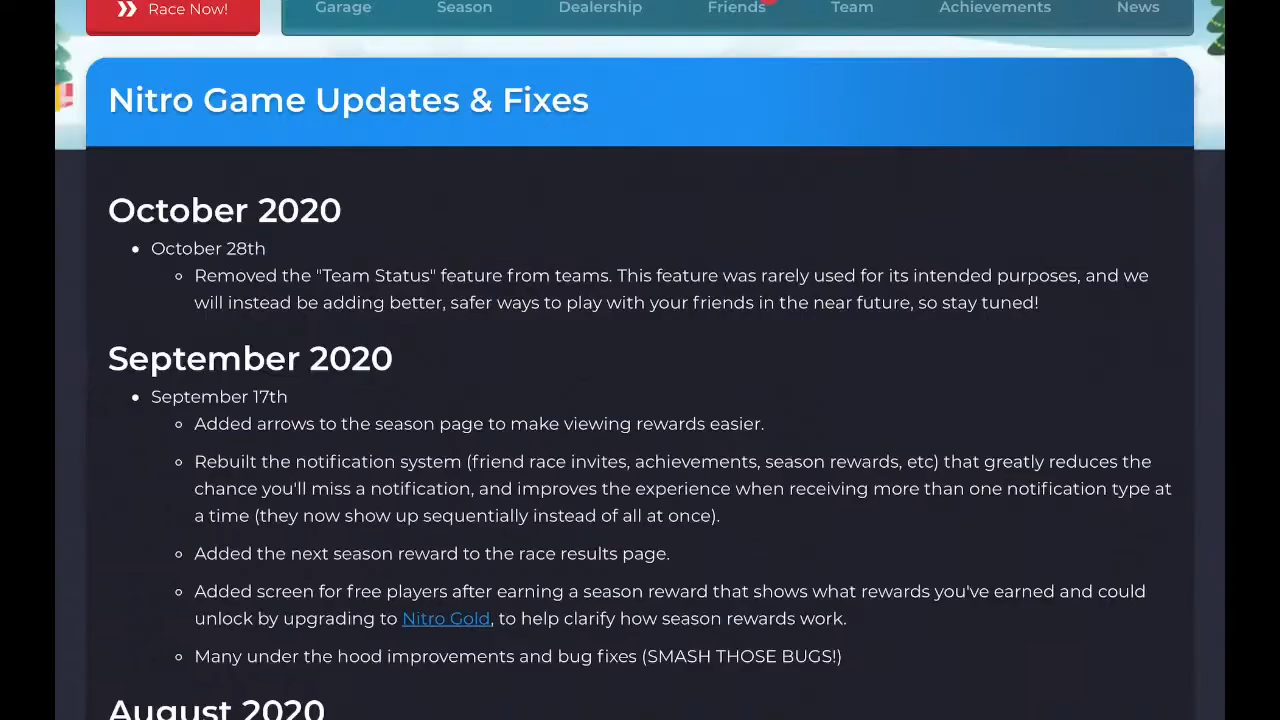 Race Now!
Garage
Season
Dealership
Friends
Team
Achievements
News
Nitro Game Updates & Fixes
October 2020
October 28th
Removed the "Team Status" feature from teams. This feature was rarely used for its intended purposes, and we
will instead be adding better, safer ways to play with your friends in the near future, so stay tuned!
September 2020
September 17th
Added arrows to the season page to make viewing rewards easier.
Rebuilt the notification system (friend race invites, achievements, season rewards, etc) that greatly reduces the
chance you'll miss a notification, and improves the experience when receiving more than one notification type at
a time (they now show up sequentially instead of all at once).
Added the next season reward to the race results page.
Added screen for free players after earning a season reward that shows what rewards you've earned and could
unlock by upgrading to Nitro Gold, to help clarify how season rewards work.
Many under the hood improvements and bug fixes (SMASH THOSE BUGS!)
August 2020